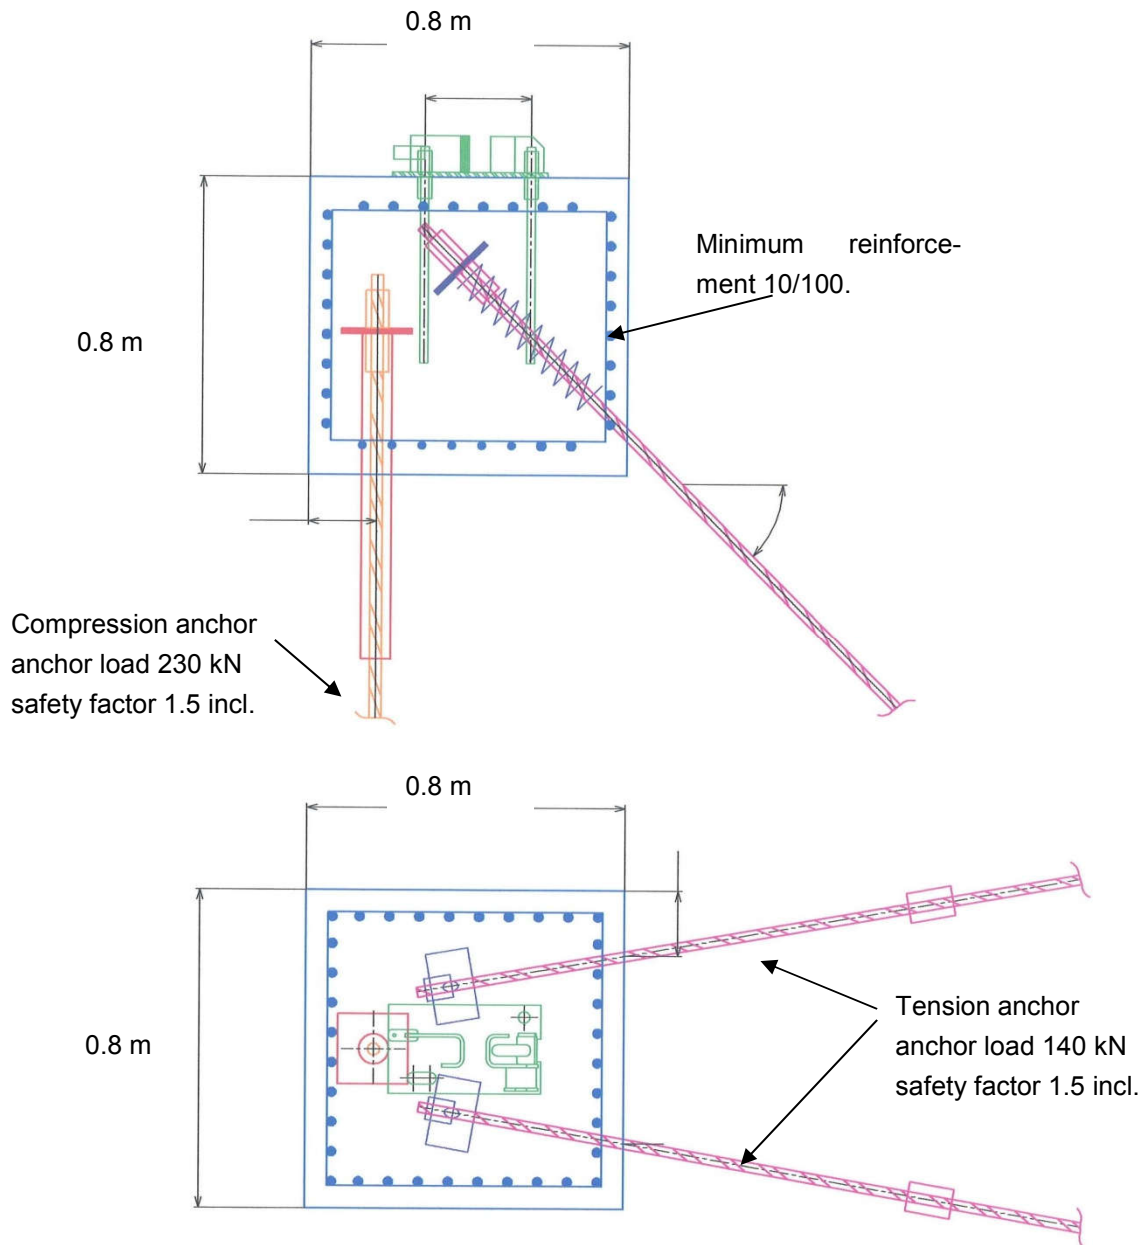 0.8 m
Minimum reinforce-
ment 10/100.
0.8 m
Compression anchor
anchor load 230 kN
safety factor 1.5 incl.
0.8 m
Tension anchor
anchor load 140 kN
safety factor 1.5 incl.
0.8 m